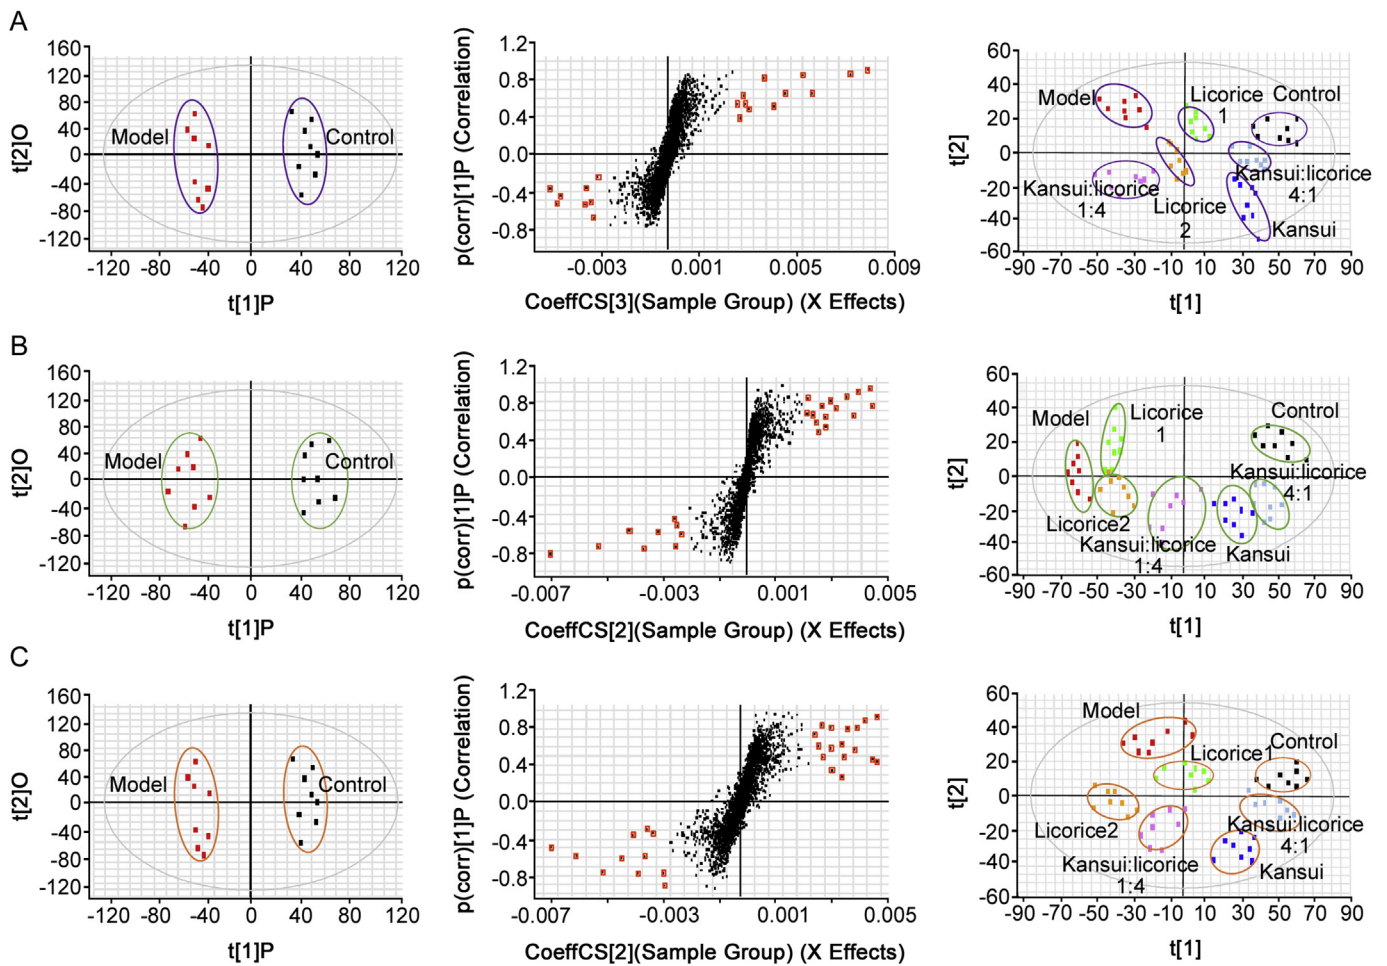 A
160
120
80
40
0
-40
-80
-120
t[2]O
Model
Control
-120
-80
-40
0
40
80
120
t[1]P
1.2
0.8
0.4
0.0
-0.4
-0.8
p(corr)[1]P (Correlation)
-0.003
0.001
0.005
0.009
CoeffCS[3](Sample Group) (X Effects)
60
40
20
0
-20
-40
-60
t[2]
Model
Licorice
1
Control
Kansui:licorice
1:4
Licorice
2
Kansui:licorice
4:1
Kansui
-90
-70
-50
-30
-10
10
30
50
70
90
t[1]
B
160
120
80
40
0
-40
-80
-120
t[2]O
Model
Control
-120
-80
-40
0
40
80
120
t[1]P
1.2
0.8
0.4
0.0
-0.4
-0.8
p(corr)[1]P (Correlation)
-0.007
-0.003
0.001
0.005
CoeffCS[2](Sample Group) (X Effects)
60
40
20
0
-20
-40
-60
t[2]
Model
Licorice
1
Control
Kansui:licorice
4:1
Licorice2
Kansui:licorice
1:4
Kansui
-90
-70
-50
-30
-10
10
30
50
70
90
t[1]
C
160
120
80
40
0
-40
-80
-120
t[2]O
Model
Control
-120
-80
-40
0
40
80
120
t[1]P
1.2
0.8
0.4
0.0
-0.4
-0.8
p(corr)[1]P (Correlation)
-0.007
-0.003
0.001
0.005
CoeffCS[2](Sample Group) (X Effects)
60
40
20
0
-20
-40
-60
t[2]
Model
Licorice1
Control
Licorice2
Kansui:licorice
1:4
Kansui:licorice
4:1
Kansui
-90
-70
-50
-30
-10
10
30
50
70
90
t[1]